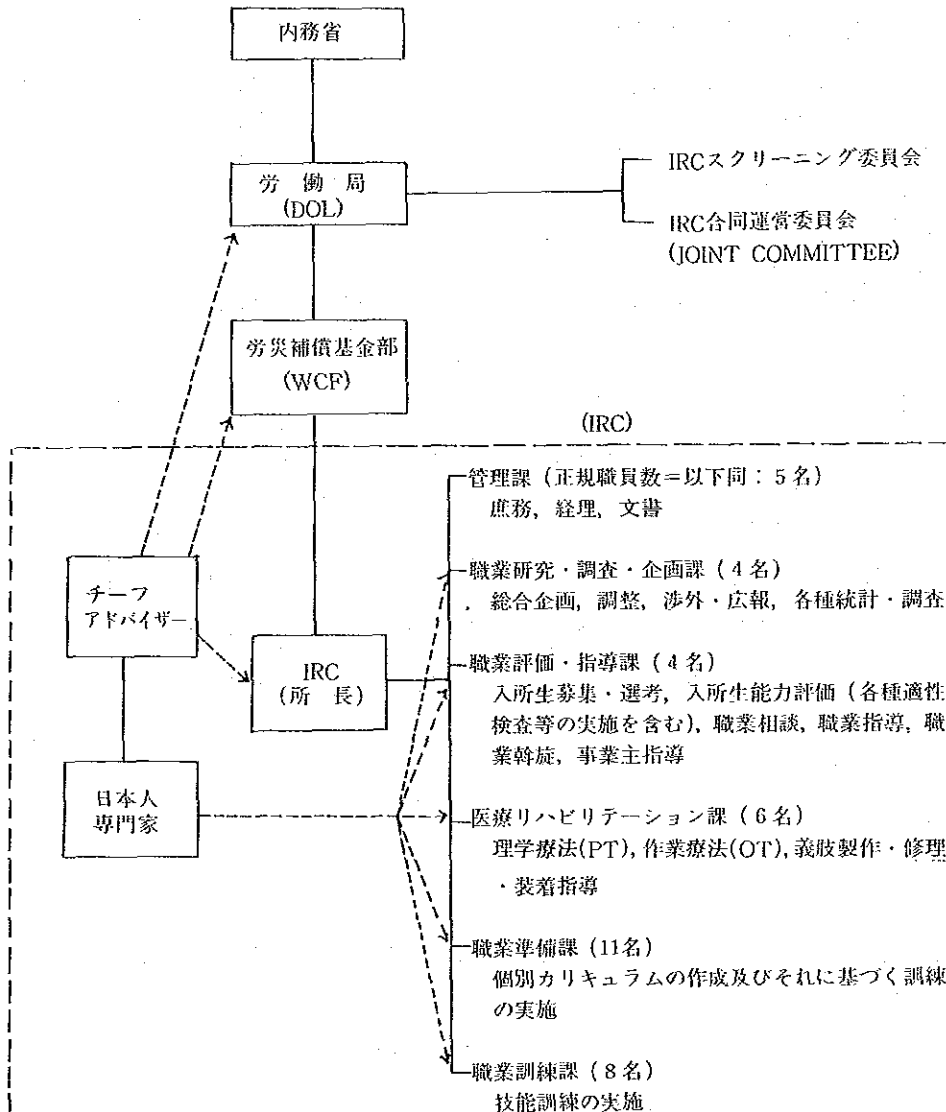 内務省
労働局
(DOL)
IRCスクリーニング委員会
IRC合同運営委員会
(JOINT COMMITTEE)
労災補償基金部
(WCF)
(IRC)
チーフ
アドバイザー
IRC
(所長)
日本人
専門家
管理課(正規職員数=以下同:5名)
庶務,経理,文書
職業研究・調査・企画課(4名)
総合企画,調整,渉外・広報,各種統計・調査
職業評価・指導課(4名)
入所生募集・選考,入所生能力評価(各種適性
検査等の実施を含む),職業相談,職業指導,職
業斡旋,事業主指導
医療リハビリテーション課(6名)
理学療法(PT),作業療法(OT),義肢製作・修理
・装着指導
職業準備課(11名)
個別カリキュラムの作成及びそれに基づく訓練
の実施
職業訓練課(8名)
技能訓練の実施